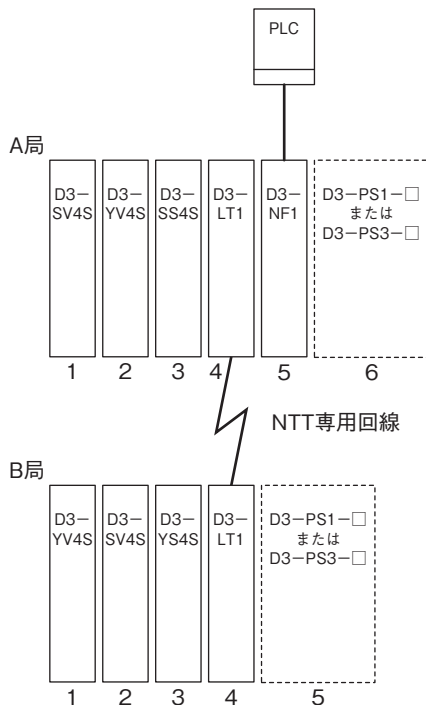 PLC
A局
D3－
SV4S
D3－
YV4S
D3－
SS4S
D3－
LT1
D3－
NF1
D3－PS1－□
または
D3－PS3－□
1
2
3
4
5
6
NTT専用回線
B局
D3－
YV4S
D3－
SV4S
D3－
YS4S
D3－
LT1
D3－PS1－□
または
D3－PS3－□
1
2
3
4
5